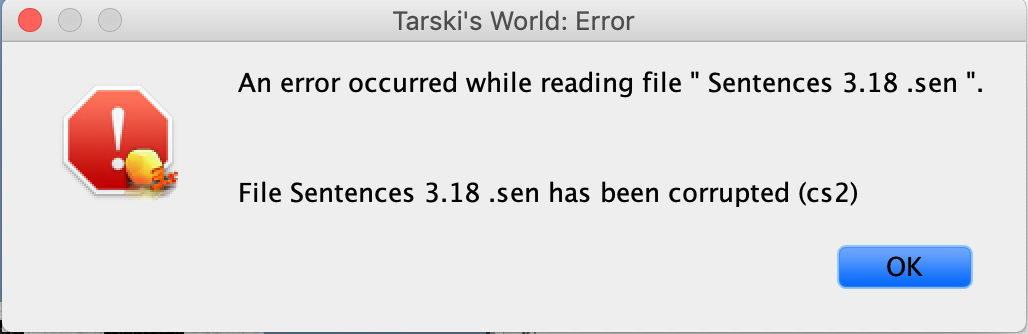 Tarski's World: Error
An error occurred while reading file " Sentences 3.18 .sen ".
File Sentences 3.18 .sen has been corrupted (cs2)
OK